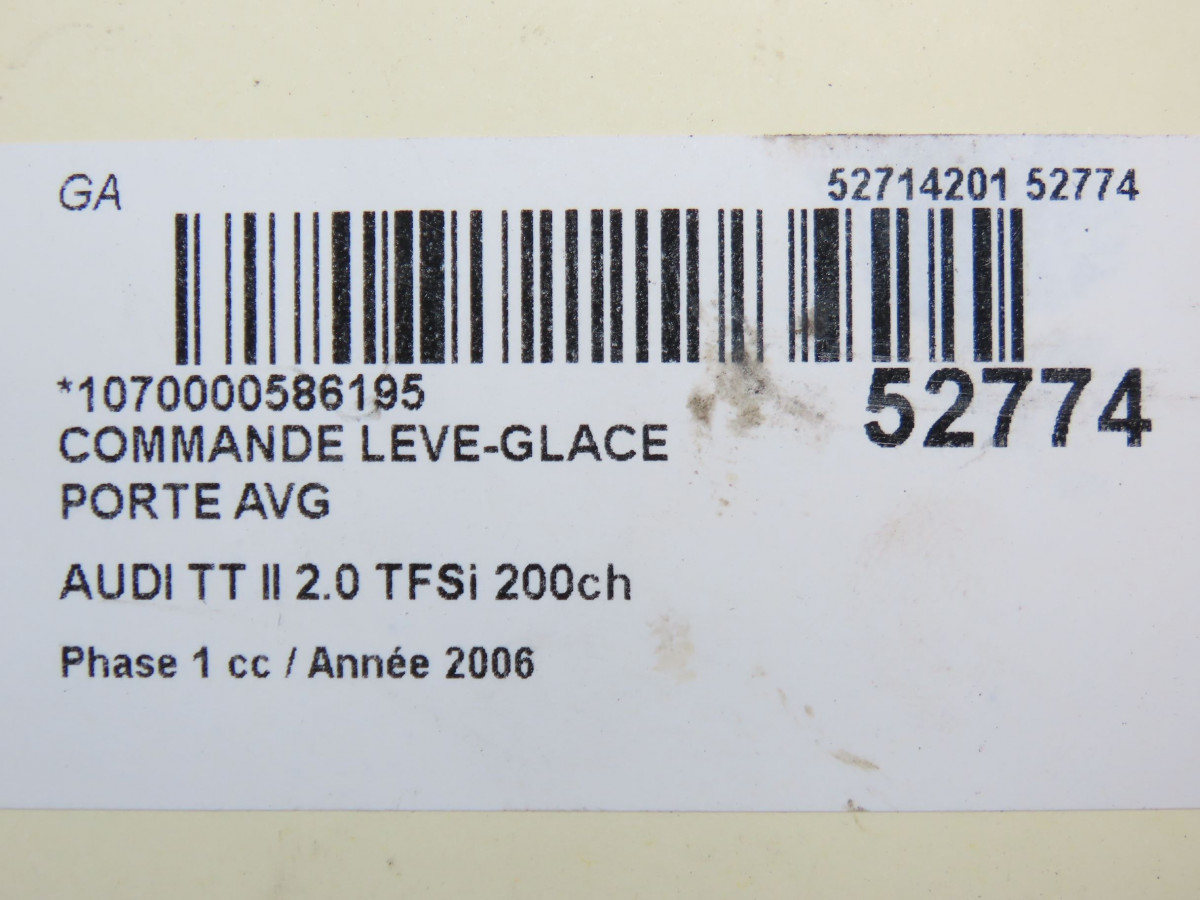 GA
52714201 52774
*1070000586195
52774
COMMANDE LEVE-GLACE
PORTE AVG
AUDI TT II 2.0 TFSi 200ch
Phase 1 cc / Année 2006